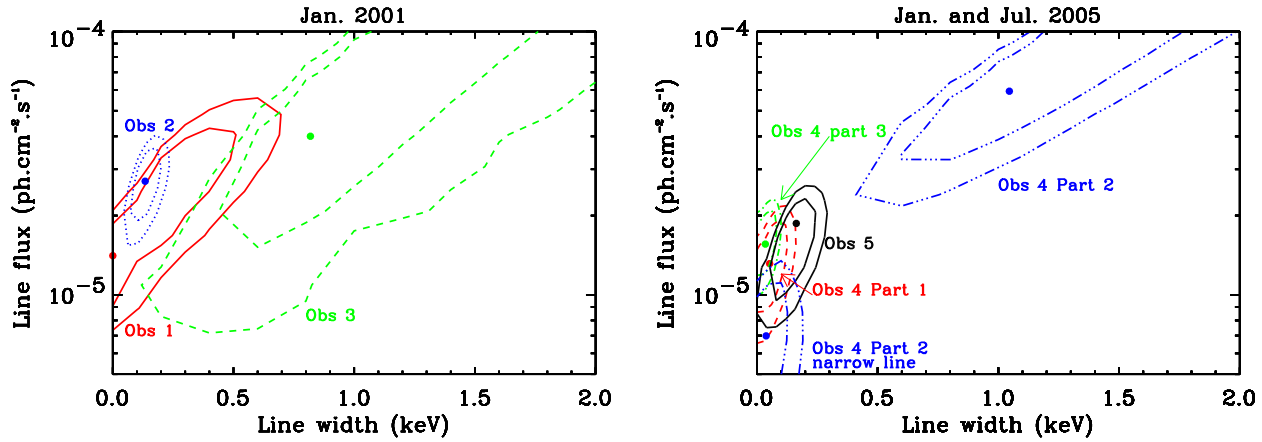 Jan. 2001
Line flux (ph.cm⁻².s⁻¹)
10⁻⁴
10⁻⁵
Obs 2
Obs 1
Obs 3
0.0 0.5 1.0 1.5 2.0
Line width (keV)
Jan. and Jul. 2005
Line flux (ph.cm⁻².s⁻¹)
10⁻⁴
10⁻⁵
Obs 4 part 3
Obs 4 Part 2
Obs 5
Obs 4 Part 1
Obs 4 Part 2
narrow line
0.0 0.5 1.0 1.5 2.0
Line width (keV)